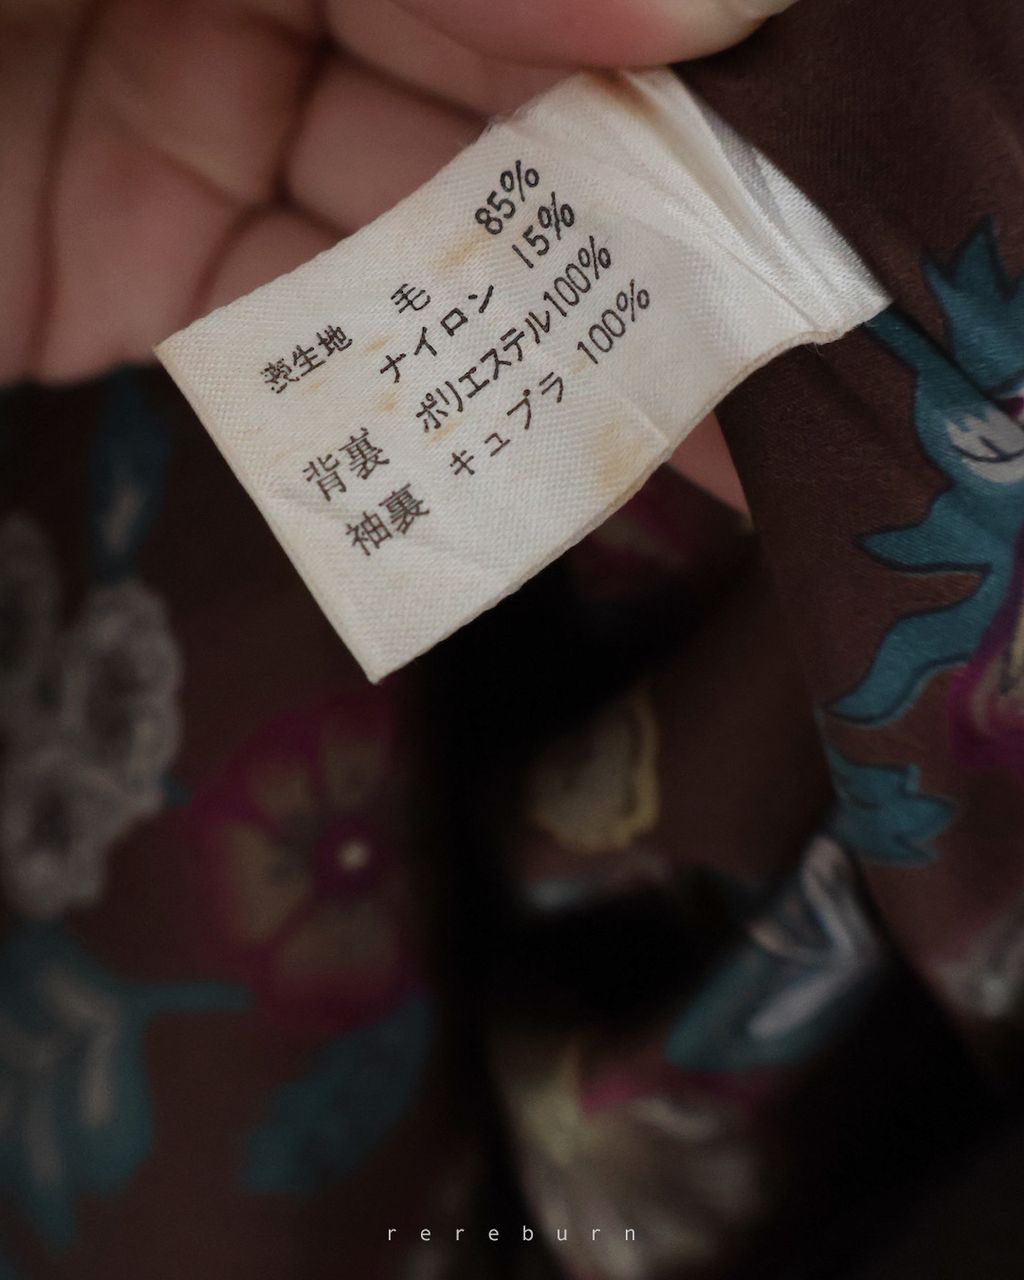 表生地 毛 85%
ナイロン 15%
背裏 ポリエステル100%
袖裏 キュプラ 100%
rereburn